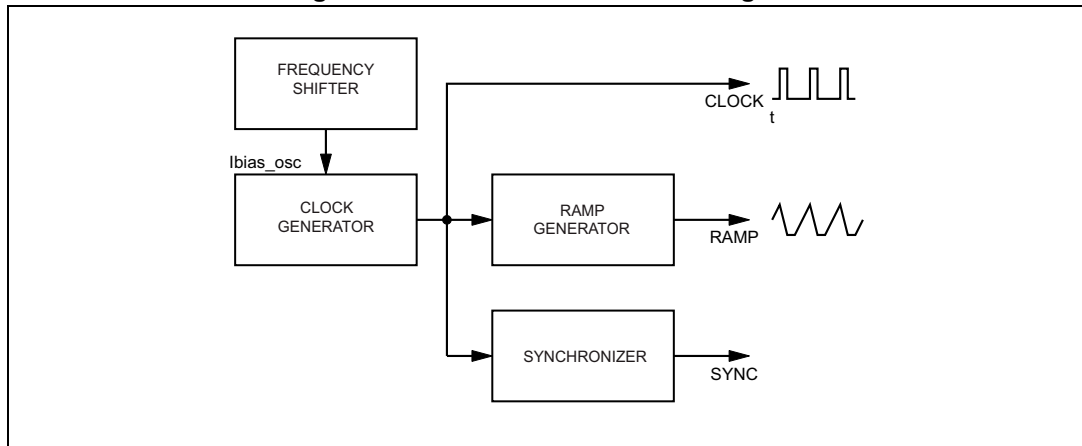 FREQUENCY
SHIFTER
CLOCK
t
Ibias_osc
CLOCK
GENERATOR
RAMP
GENERATOR
RAMP
SYNCHRONIZER
SYNC